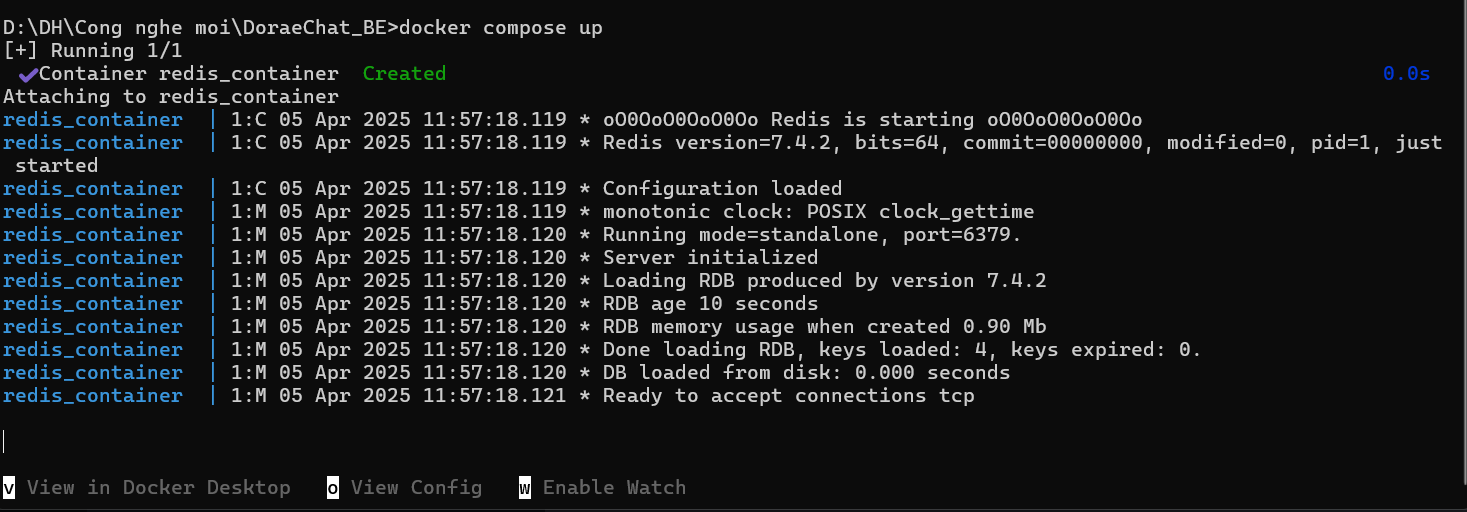 D:\DH\Cong nghe moi\DoraeChat_BE>docker compose up
[+] Running 1/1
✔Container redis_container  Created  0.0s
Attaching to redis_container
redis_container  | 1:C 05 Apr 2025 11:57:18.119 * oO0OoO0OoO0Oo Redis is starting oO0OoO0OoO0Oo
redis_container  | 1:C 05 Apr 2025 11:57:18.119 * Redis version=7.4.2, bits=64, commit=00000000, modified=0, pid=1, just
started
redis_container  | 1:C 05 Apr 2025 11:57:18.119 * Configuration loaded
redis_container  | 1:M 05 Apr 2025 11:57:18.119 * monotonic clock: POSIX clock_gettime
redis_container  | 1:M 05 Apr 2025 11:57:18.120 * Running mode=standalone, port=6379.
redis_container  | 1:M 05 Apr 2025 11:57:18.120 * Server initialized
redis_container  | 1:M 05 Apr 2025 11:57:18.120 * Loading RDB produced by version 7.4.2
redis_container  | 1:M 05 Apr 2025 11:57:18.120 * RDB age 10 seconds
redis_container  | 1:M 05 Apr 2025 11:57:18.120 * RDB memory usage when created 0.90 Mb
redis_container  | 1:M 05 Apr 2025 11:57:18.120 * Done loading RDB, keys loaded: 4, keys expired: 0.
redis_container  | 1:M 05 Apr 2025 11:57:18.120 * DB loaded from disk: 0.000 seconds
redis_container  | 1:M 05 Apr 2025 11:57:18.121 * Ready to accept connections tcp
v View in Docker Desktop   o View Config   w Enable Watch